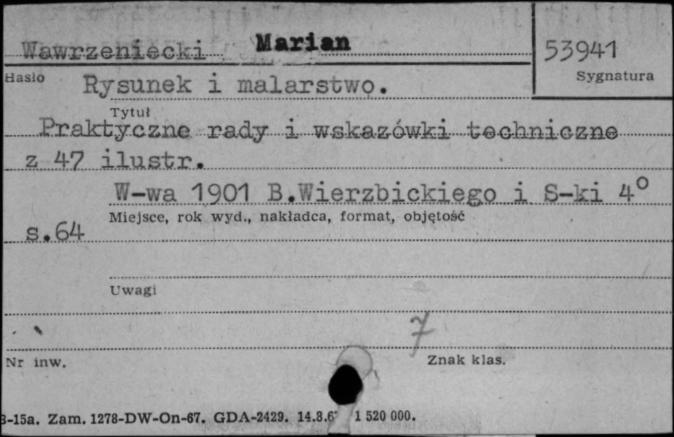 Wawrzeniecki Marian
53941
Hasło
Sygnatura
Rysunek i malarstwo.
Tytuł
Praktyczne rady i wskazówki techniczne
z 47 ilustr.
W-wa 1901 B.Wierzbickiego i S-ki 4°
Miejsce, rok wyd., nakładca, format, objętość
s.64
Uwagi
7
Nr inw.
Znak klas.
3-15a. Zam. 1278-DW-On-67. GDA-2429. 14.8.6 1 520 000.